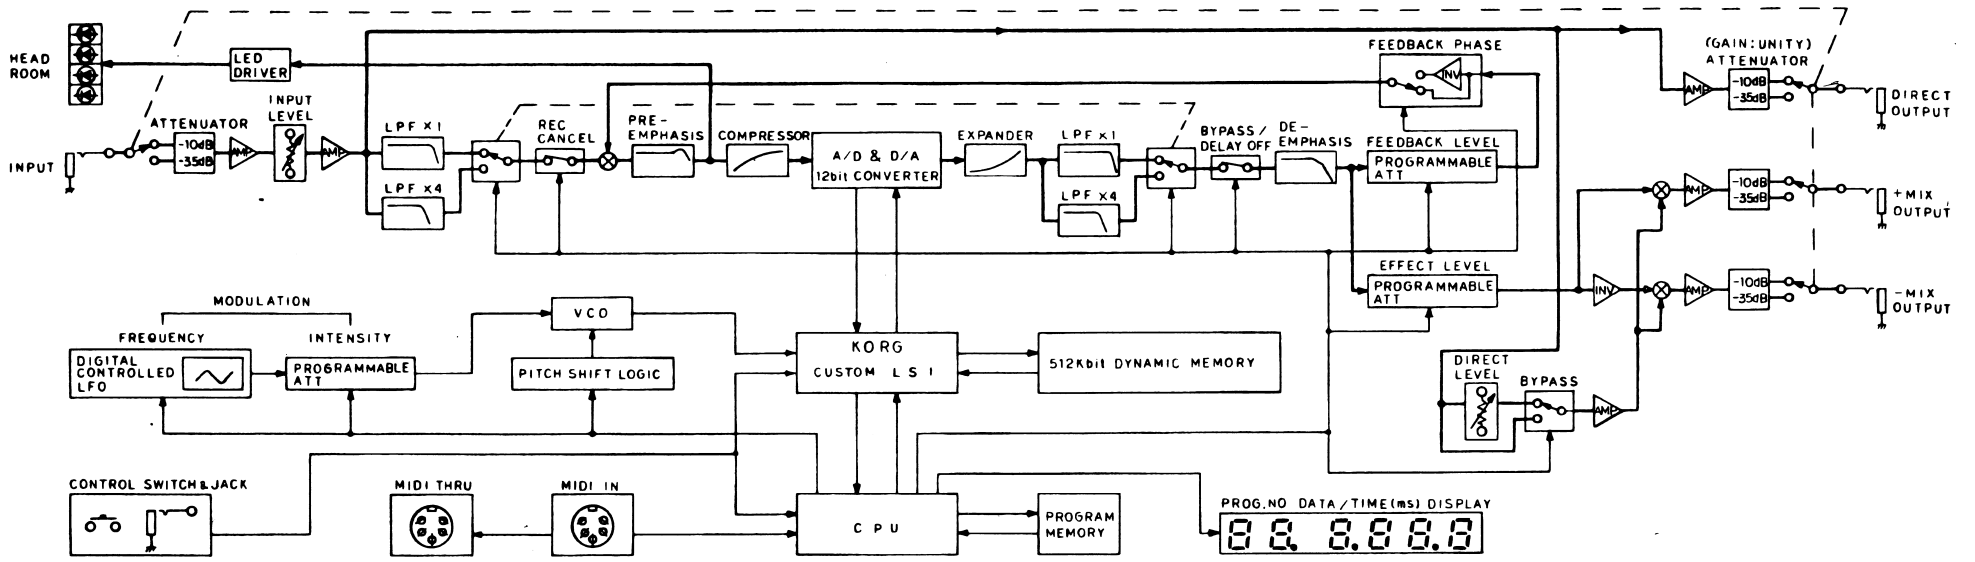 HEAD
ROOM
LED
DRIVER
INPUT
LEVEL
ATTENUATOR
-10dB
-35dB
AMP
AMP
INPUT
LPF x1
LPF x4
REC
CANCEL
PRE-
EMPHASIS
COMPRESSOR
A/D & D/A
12bit CONVERTER
EXPANDER
LPF x1
LPF x4
BYPASS/
DELAY OFF
DE-
EMPHASIS
FEEDBACK PHASE
INV
FEEDBACK LEVEL
PROGRAMMABLE
ATT
(GAIN:UNITY)
ATTENUATOR
AMP
-10dB
-35dB
DIRECT
OUTPUT
AMP
-10dB
-35dB
+MIX
OUTPUT
EFFECT LEVEL
PROGRAMMABLE
ATT
INV
AMP
-10dB
-35dB
-MIX
OUTPUT
MODULATION
FREQUENCY
INTENSITY
DIGITAL
CONTROLLED
LFO
PROGRAMMABLE
ATT
VCO
PITCH SHIFT LOGIC
KORG
CUSTOM LSI
512Kbit DYNAMIC MEMORY
DIRECT
LEVEL
BYPASS
AMP
CONTROL SWITCH & JACK
MIDI THRU
MIDI IN
CPU
PROGRAM
MEMORY
PROG.NO DATA/TIME(ms) DISPLAY
88. 8.88.8